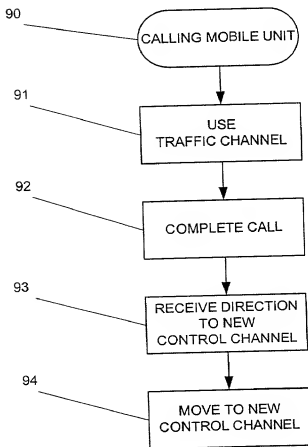 90
CALLING MOBILE UNIT
91
USE
TRAFFIC CHANNEL
92
COMPLETE CALL
93
RECEIVE DIRECTION
TO NEW
CONTROL CHANNEL
94
MOVE TO NEW
CONTROL CHANNEL